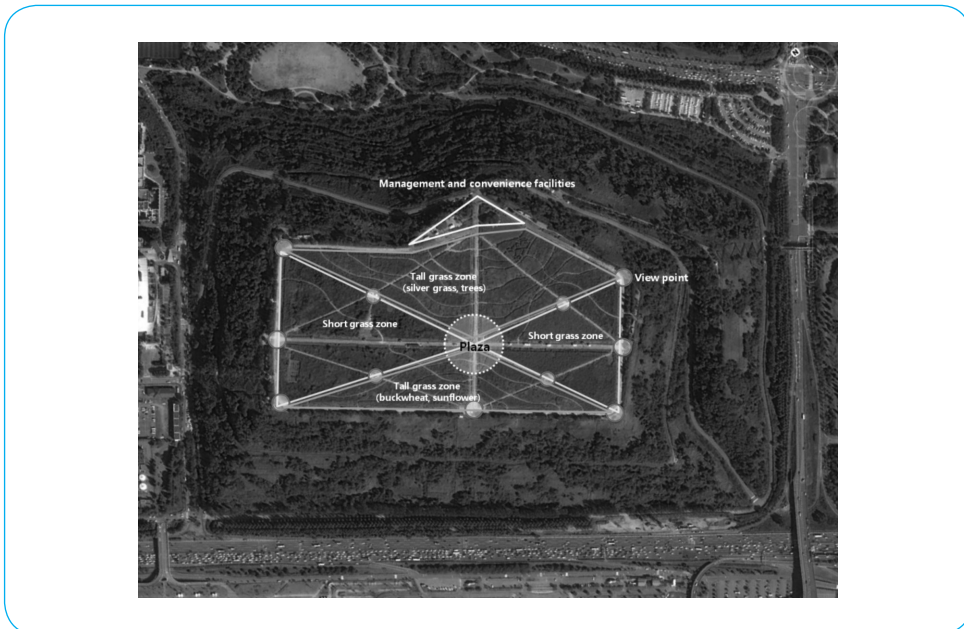 Management and convenience facilities
Tall grass zone
(silver grass, trees)
View point
Short grass zone
Short grass zone
Plaza
Tall grass zone
(buckwheat, sunflower)